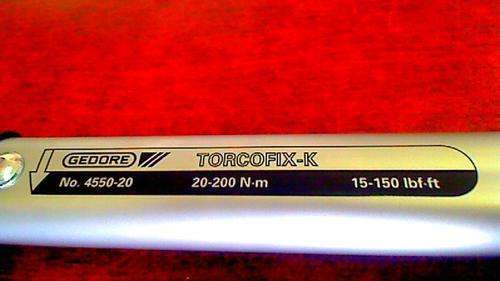 GEDORE TORCOFIX-K
No. 4550-20 20-200 N·m 15-150 lbf·ft